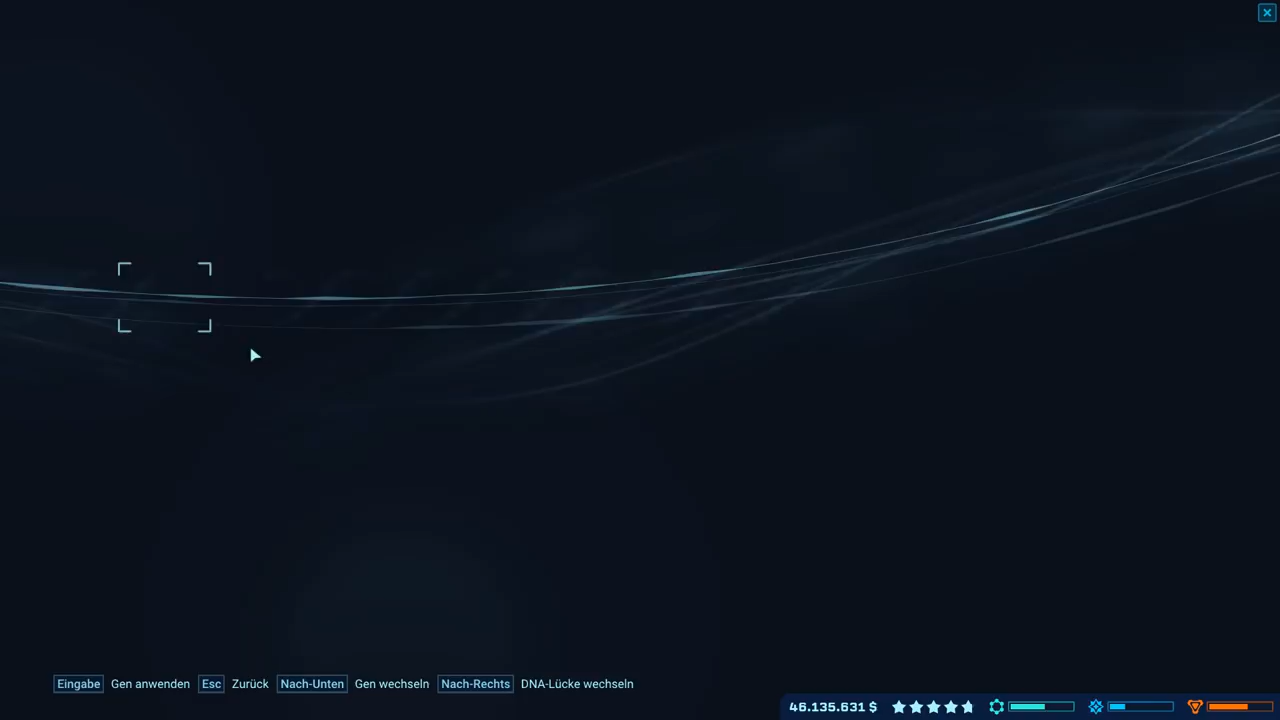 Eingabe Gen anwenden Esc Zurück Nach-Unten Gen wechseln Nach-Rechts DNA-Lücke wechseln
46.135.631 $